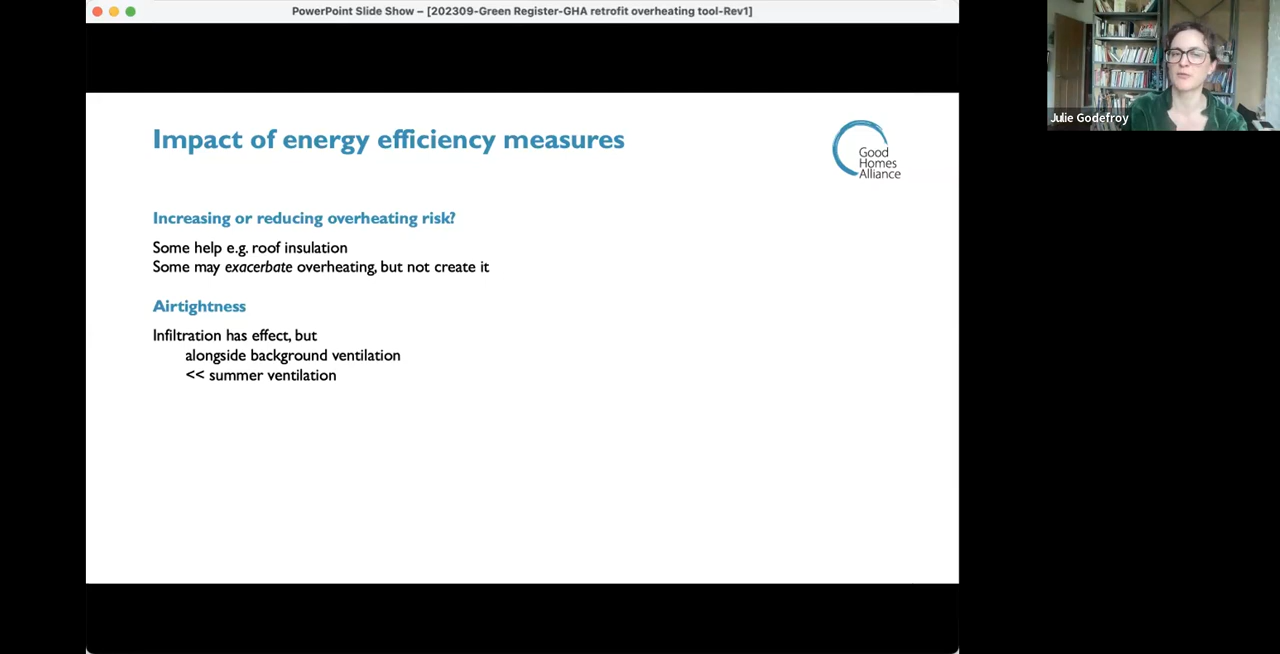 PowerPoint Slide Show – [202309-Green Register-GHA retrofit overheating tool-Rev1]
Impact of energy efficiency measures
Good
Homes
Alliance
Increasing or reducing overheating risk?
Some help e.g. roof insulation
Some may exacerbate overheating, but not create it
Airtightness
Infiltration has effect, but
alongside background ventilation
<< summer ventilation
Julie Godefroy